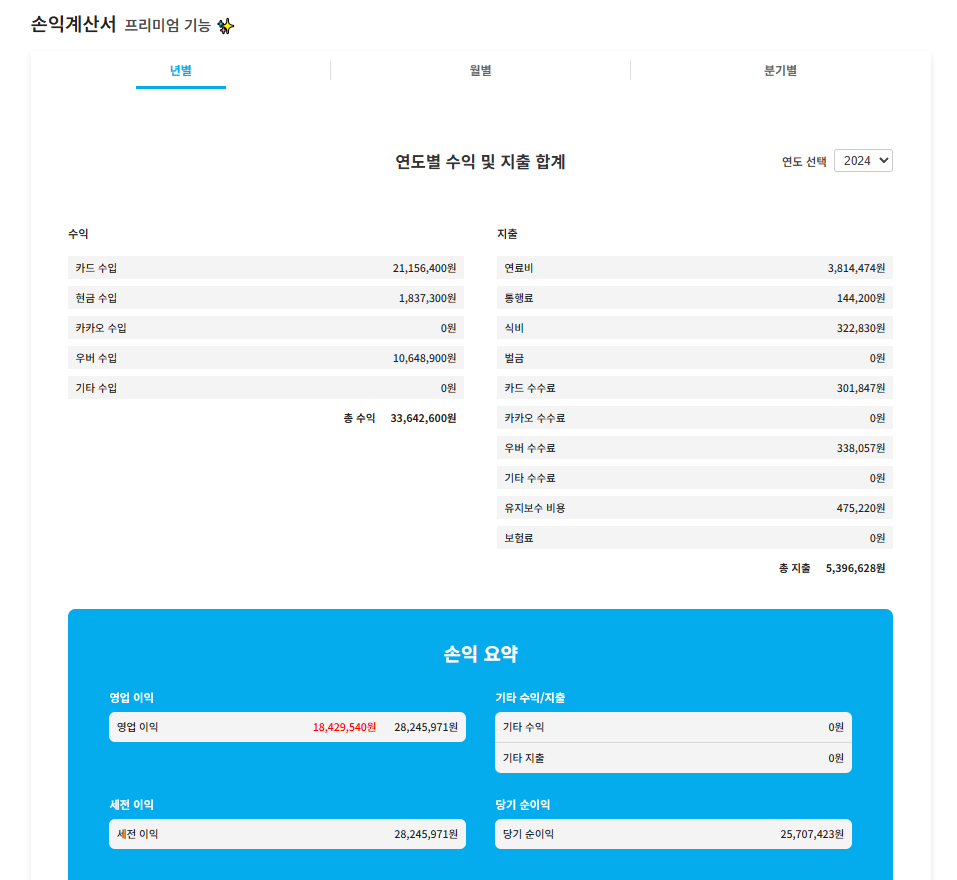 손익계산서 프리미엄 기능
년별
월별
분기별
연도별 수익 및 지출 합계
연도 선택 2024
수익
카드 수입 21,156,400원
현금 수입 1,837,300원
카카오 수입 0원
우버 수입 10,648,900원
기타 수입 0원
총 수익 33,642,600원
지출
연료비 3,814,474원
통행료 144,200원
식비 322,830원
벌금 0원
카드 수수료 301,847원
카카오 수수료 0원
우버 수수료 338,057원
기타 수수료 0원
유지보수 비용 475,220원
보험료 0원
총 지출 5,396,628원
손익 요약
영업 이익
영업 이익 18,429,540원 28,245,971원
기타 수익/지출
기타 수익 0원
기타 지출 0원
세전 이익
세전 이익 28,245,971원
당기 순이익
당기 순이익 25,707,423원